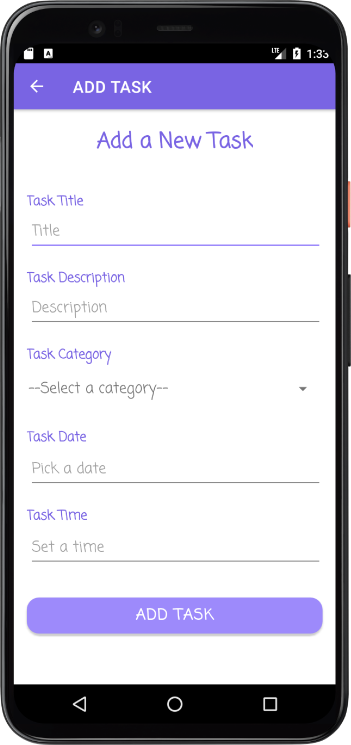 LTE 1:35
ADD TASK
Add a New Task
Task Title
Title
Task Description
Description
Task Category
--Select a category--
Task Date
Pick a date
Task Time
Set a time
ADD TASK